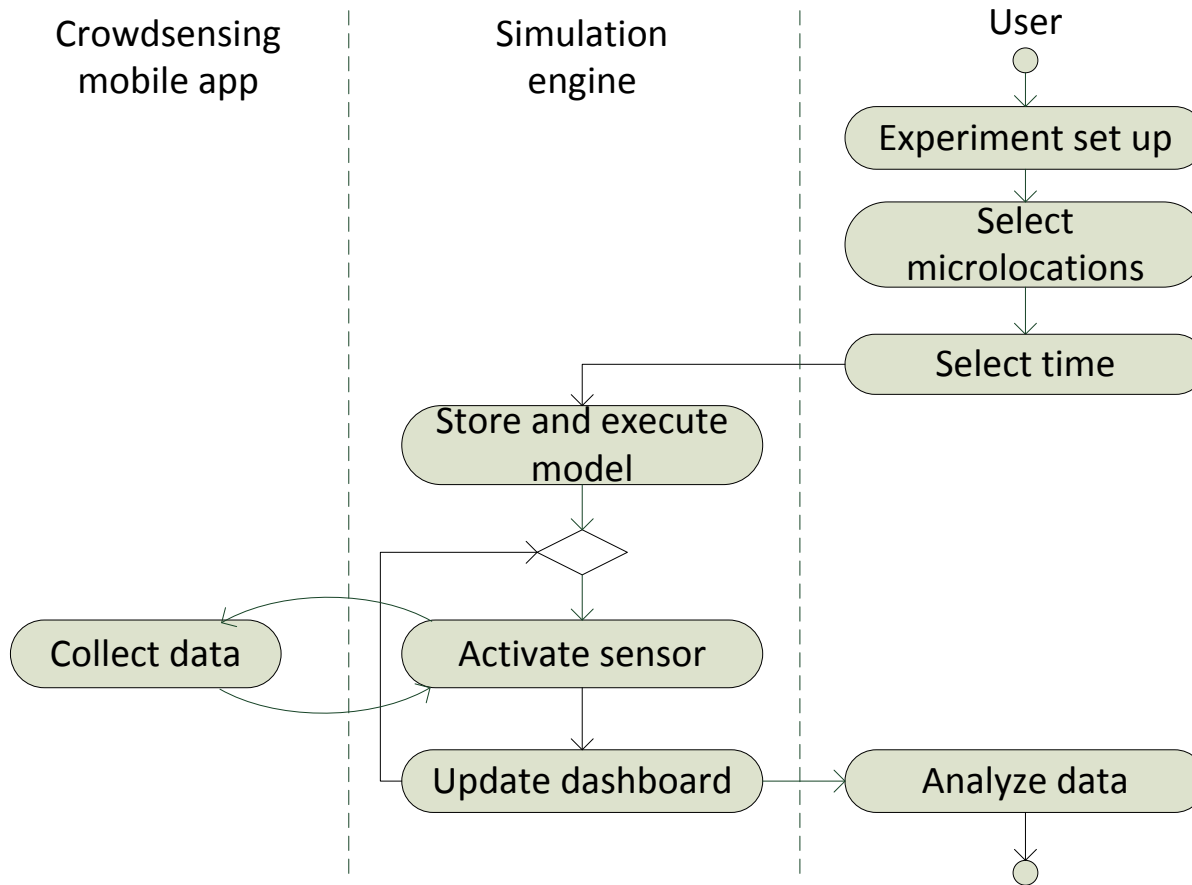 Crowdsensing
mobile app
Simulation
engine
User
Experiment set up
Select
microlocations
Select time
Store and execute
model
Collect data
Activate sensor
Update dashboard
Analyze data